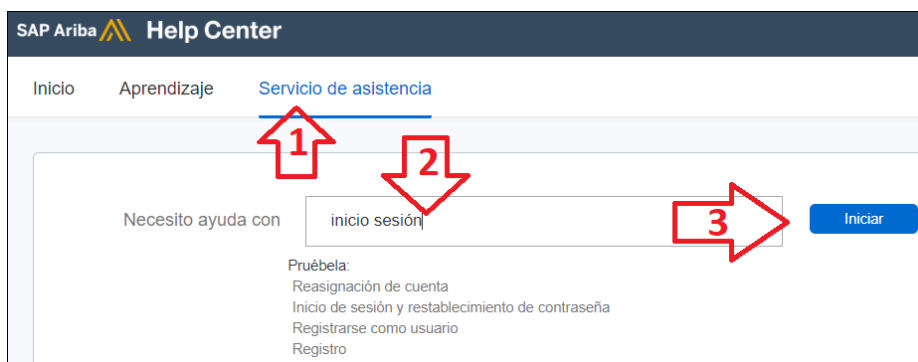 SAP Ariba Help Center
Inicio Aprendizaje Servicio de asistencia
1
2
Necesito ayuda con inicio sesión 3 Iniciar
Pruébela:
Reasignación de cuenta
Inicio de sesión y restablecimiento de contraseña
Registrarse como usuario
Registro